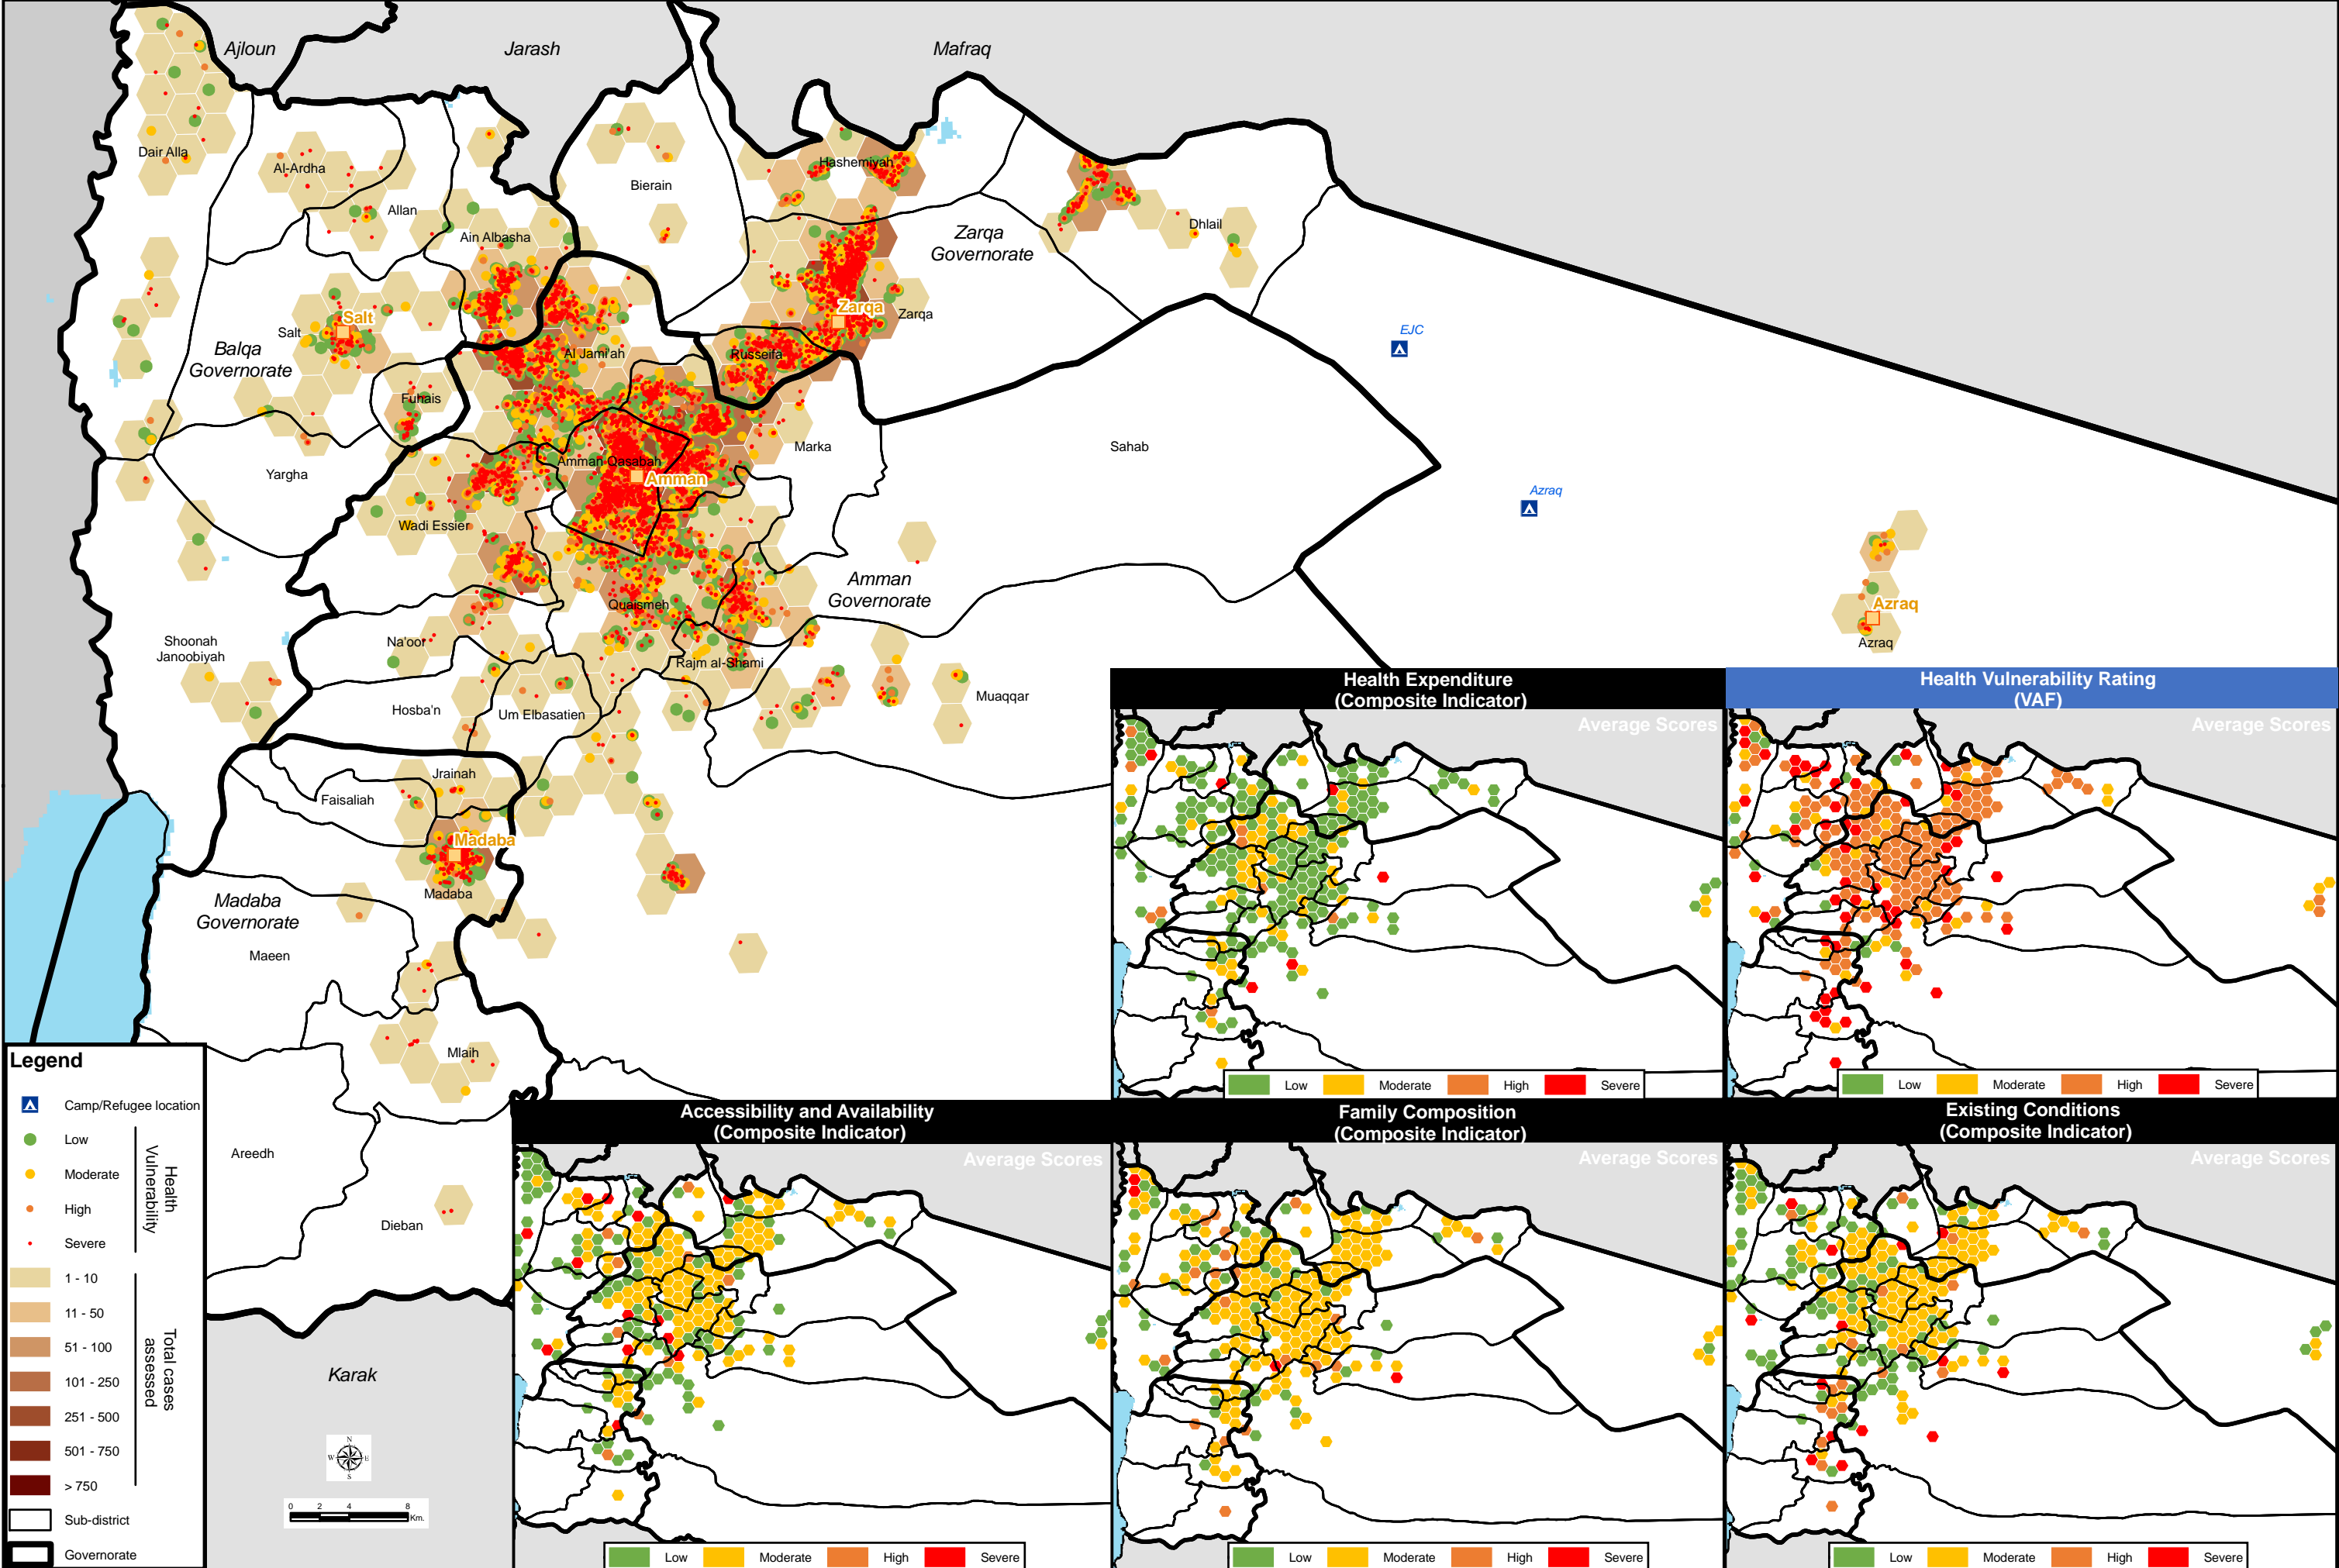 Ajloun
Jarash
Mafraq
Dair Alla
Al-Ardha
Allan
Bierain
Hashemiyah
Ain Albasha
Zarqa
Governorate
Dhlail
Salt
Salt
Zarqa
Zarqa
EJC
Balqa
Governorate
Al Jami'ah
Russeifa
Fuhais
Marka
Sahab
Yargha
Amman Qasabah
Amman
Azraq
Wadi Essier
Amman
Governorate
Quaismeh
Azraq
Azraq
Shoonah
Janoobiyah
Na'oor
Rajm al-Shami
Hosba'n
Um Elbasatien
Muaqqar
Jrainah
Faisaliah
Madaba
Madaba
Madaba
Governorate
Maeen
Mlaih
Areedh
Dieban
Karak
Legend
Camp/Refugee location
Low
Moderate
High
Severe
Health
Vulnerability
1 - 10
11 - 50
51 - 100
101 - 250
251 - 500
501 - 750
> 750
Total cases
assessed
Sub-district
Governorate
N
W E
S
0 2 4 8
Km.
Health Expenditure
(Composite Indicator)
Average Scores
Low Moderate High Severe
Health Vulnerability Rating
(VAF)
Average Scores
Low Moderate High Severe
Accessibility and Availability
(Composite Indicator)
Average Scores
Low Moderate High Severe
Family Composition
(Composite Indicator)
Average Scores
Low Moderate High Severe
Existing Conditions
(Composite Indicator)
Average Scores
Low Moderate High Severe